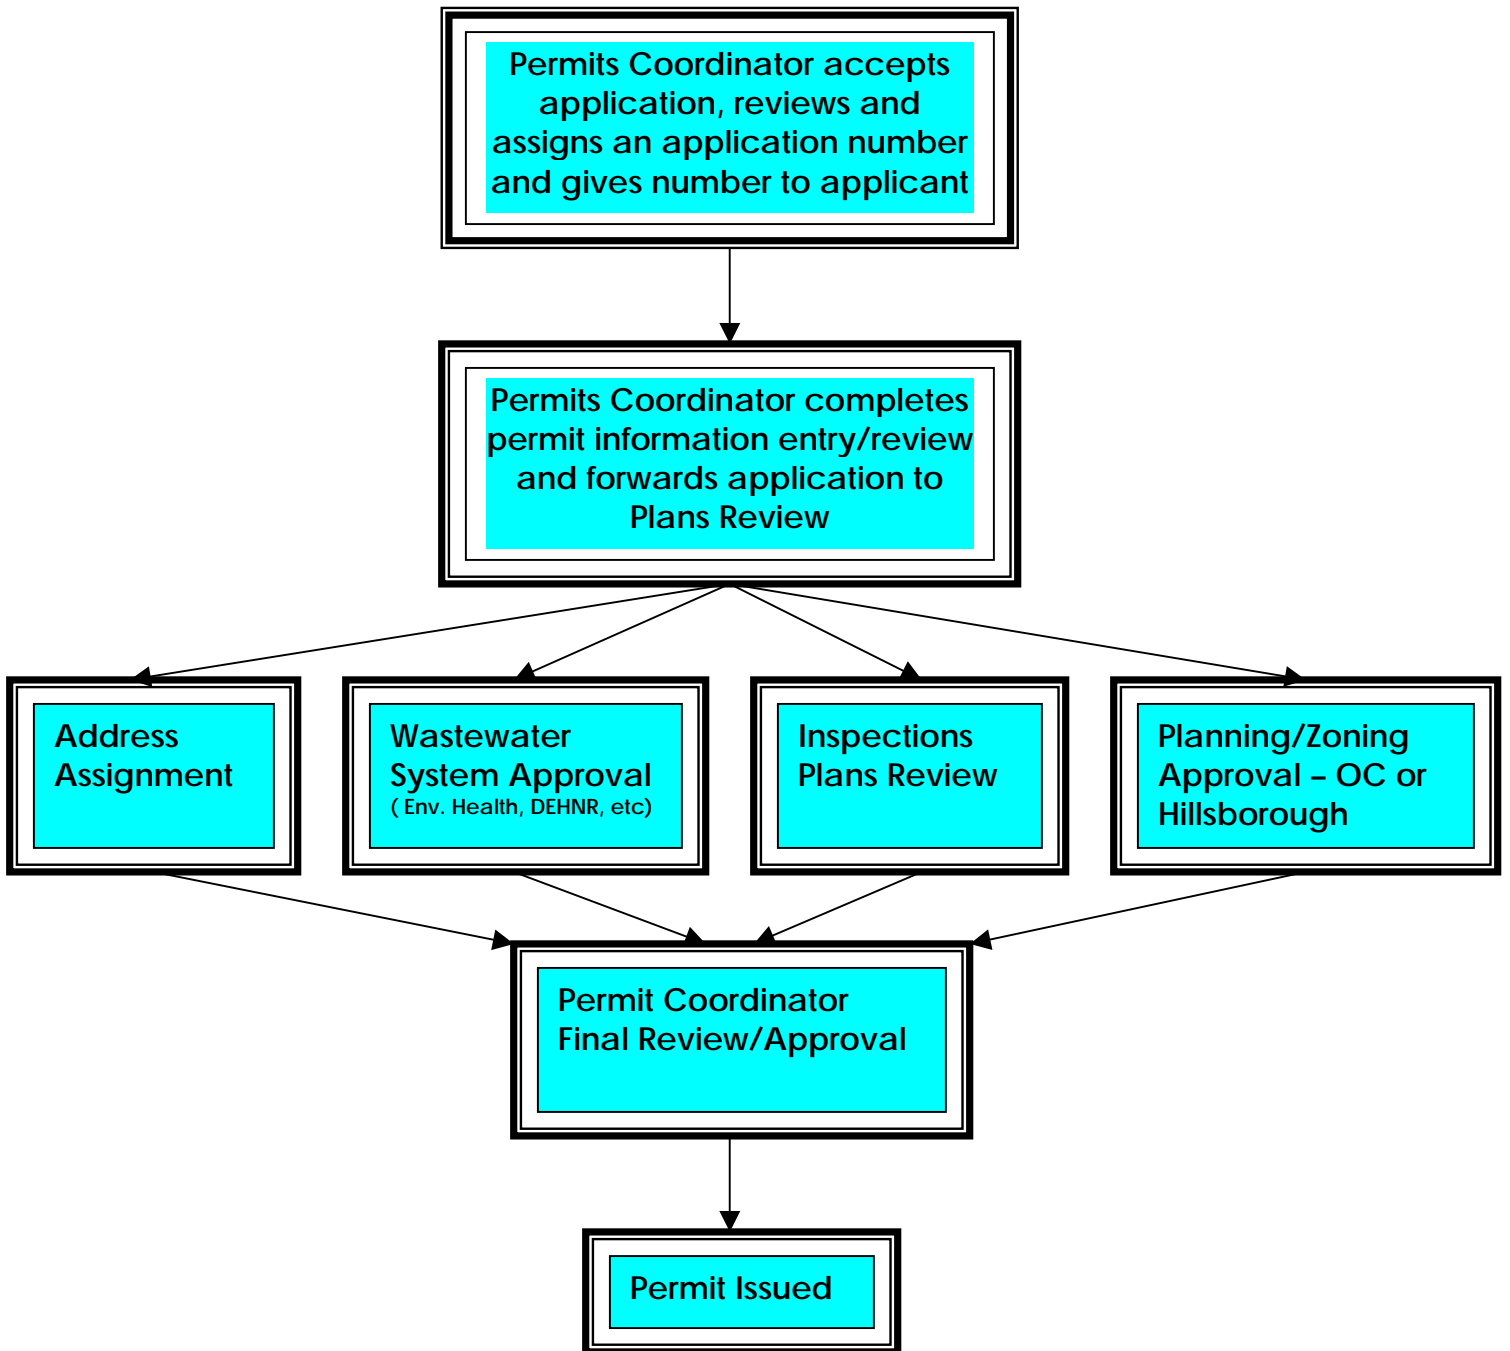 Permits Coordinator accepts
application, reviews and
assigns an application number
and gives number to applicant
Permits Coordinator completes
permit information entry/review
and forwards application to
Plans Review
Address
Assignment
Wastewater
System Approval
( Env. Health, DEHNR, etc)
Inspections
Plans Review
Planning/Zoning
Approval – OC or
Hillsborough
Permit Coordinator
Final Review/Approval
Permit Issued